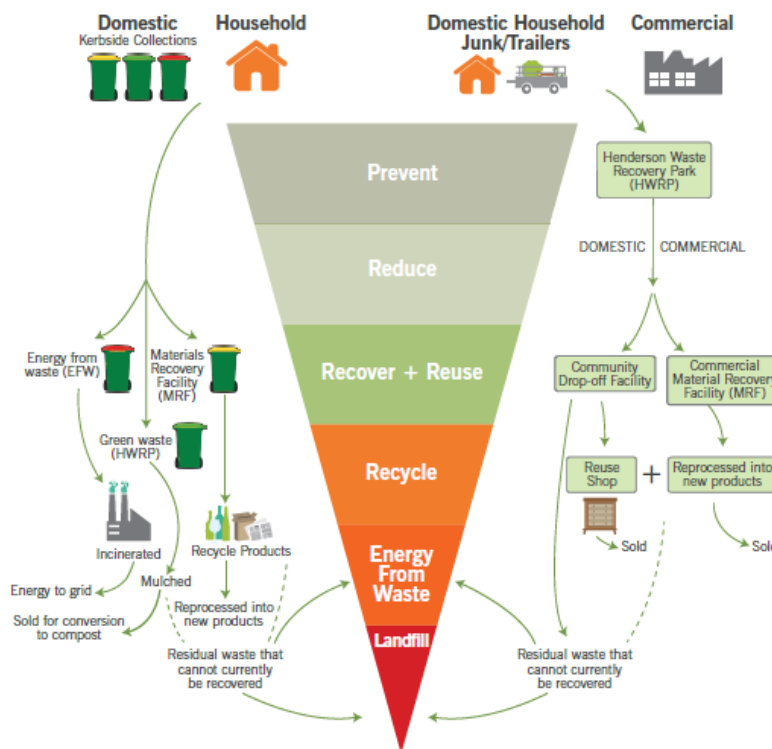 Domestic
Kerbside Collections
Household
Domestic Household
Junk/Trailers
Commercial
Prevent
Reduce
Recover + Reuse
Recycle
Energy
From
Waste
Landfill
Energy from
waste (EFW)
Materials
Recovery
Facility
(MRF)
Green waste
(HWRP)
Incinerated
Recycle Products
Energy to grid
Mulched
Sold for conversion
to compost
Reprocessed into
new products
Residual waste that
cannot currently
be recovered
Henderson Waste
Recovery Park
(HWRP)
DOMESTIC
COMMERCIAL
Community
Drop-off Facility
Commercial
Material Recovery
Facility (MRF)
Reuse
Shop
+
Reprocessed into
new products
Sold
Sold
Residual waste that
cannot currently
be recovered